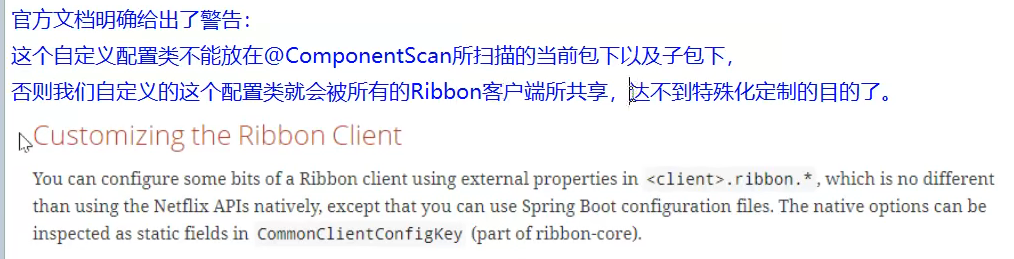 官方文档明确给出了警告：
这个自定义配置类不能放在@ComponentScan所扫描的当前包下以及子包下，
否则我们自定义的这个配置类就会被所有的Ribbon客户端所共享，达不到特殊化定制的目的了。
Customizing the Ribbon Client
You can configure some bits of a Ribbon client using external properties in <client>.ribbon.*, which is no different
than using the Netflix APIs natively, except that you can use Spring Boot configuration files. The native options can be
inspected as static fields in CommonClientConfigKey (part of ribbon-core).